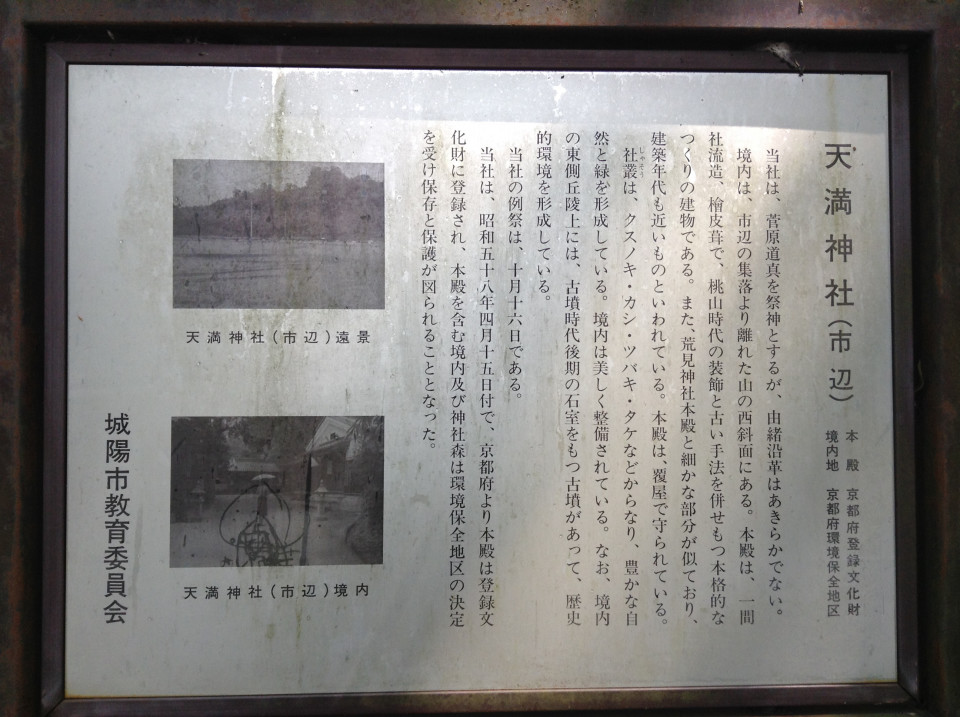 天満神社(市辺)
本殿 京都府登録文化財
境内地 京都府環境保全地区
当社は、菅原道真を祭神とするが、由緒沿革はあきらかでない。
境内は、市辺の集落より離れた山の西斜面にある。本殿は、一間
社流造、檜皮葺で、桃山時代の装飾と古い手法を併せもつ本格的な
つくりの建物である。また、荒見神社本殿と細かな部分が似ており、
建築年代も近いものといわれている。本殿は、覆屋で守られている。
社叢は、クスノキ・カシ・ツバキ・タケなどからなり、豊かな自
しゃそう
然と緑を形成している。境内は美しく整備されている。なお、境内
の東側丘陵上には、古墳時代後期の石室をもつ古墳があって、歴史
的環境を形成している。
当社の例祭は、十月十六日である。
当社は、昭和五十八年四月十五日付で、京都府より本殿は登録文
化財に登録され、本殿を含む境内及び神社森は環境保全地区の決定
を受け保存と保護が図られることとなった。
天満神社(市辺)遠景
天満神社(市辺)境内
城陽市教育委員会